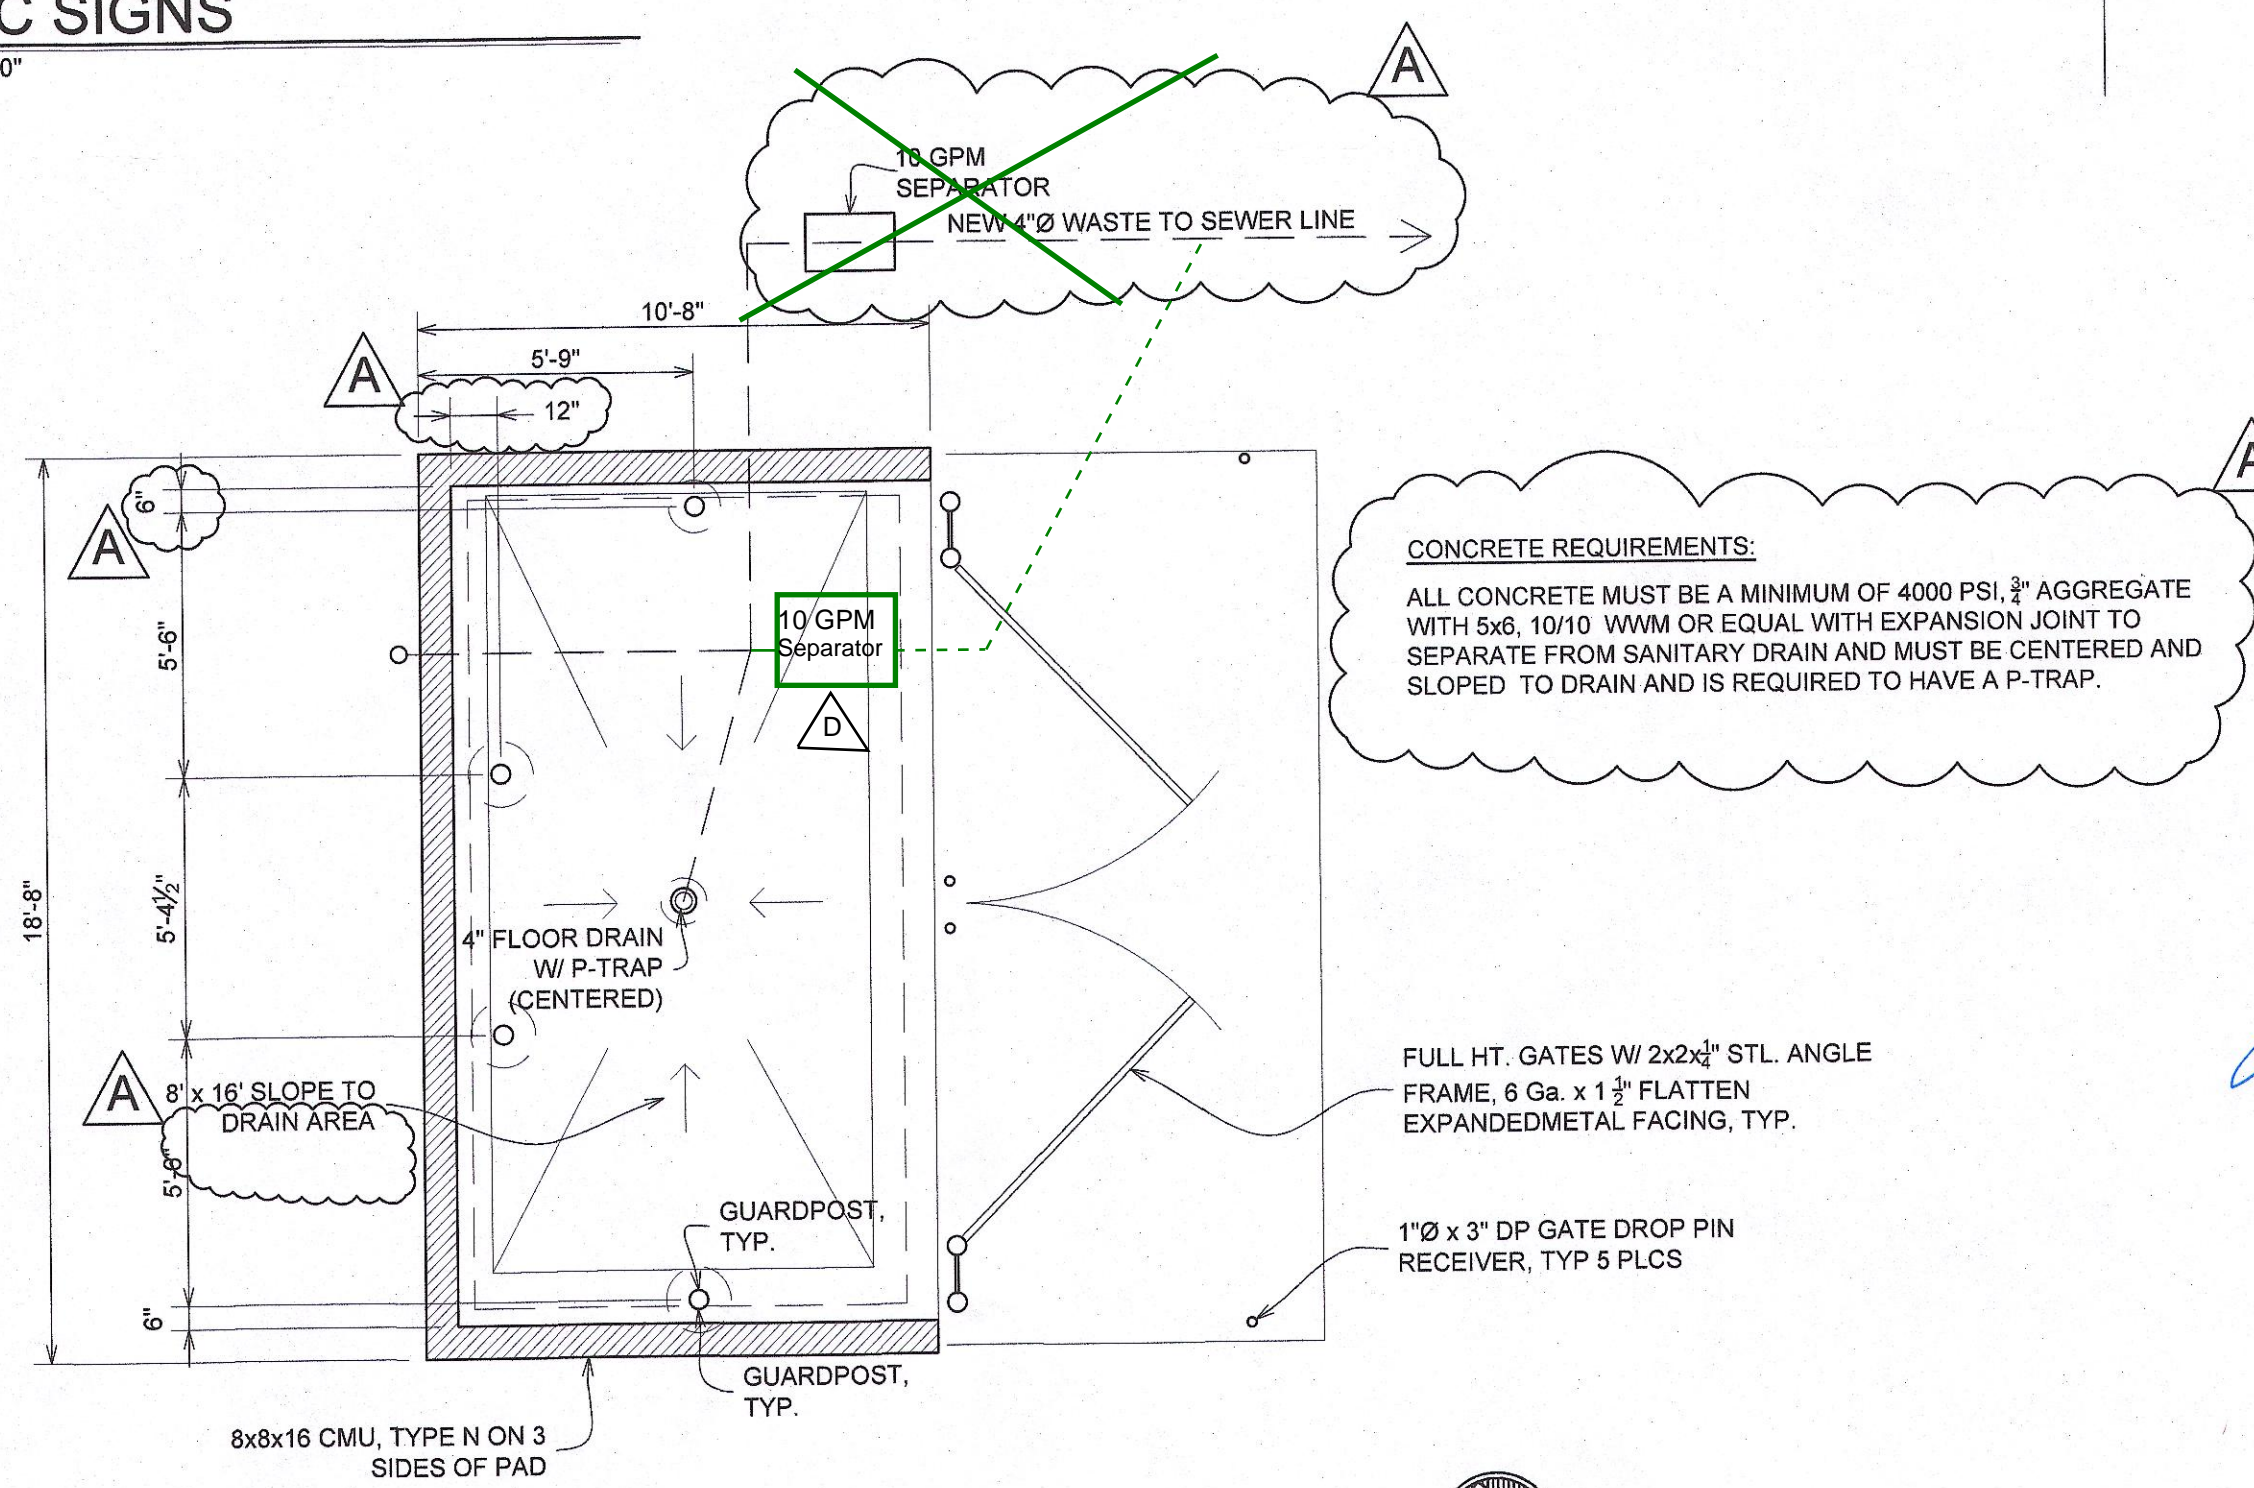 C SIGNS
0"
A
10 GPM
SEPARATOR
NEW 4"Ø WASTE TO SEWER LINE
10'-8"
5'-9"
A
12"
6"
A
A
CONCRETE REQUIREMENTS:
ALL CONCRETE MUST BE A MINIMUM OF 4000 PSI, 3/4" AGGREGATE
WITH 5x6, 10/10 WWM OR EQUAL WITH EXPANSION JOINT TO
SEPARATE FROM SANITARY DRAIN AND MUST BE CENTERED AND
SLOPED TO DRAIN AND IS REQUIRED TO HAVE A P-TRAP.
10 GPM
Separator
D
5'-6"
18'-8"
5'-4½"
4" FLOOR DRAIN
W/ P-TRAP
(CENTERED)
A
8' x 16' SLOPE TO
DRAIN AREA
5'-6"
FULL HT. GATES W/ 2x2x¼" STL. ANGLE
FRAME, 6 Ga. x 1 ½" FLATTEN
EXPANDEDMETAL FACING, TYP.
GUARDPOST,
TYP.
1"Ø x 3" DP GATE DROP PIN
RECEIVER, TYP 5 PLCS
6"
GUARDPOST,
TYP.
8x8x16 CMU, TYPE N ON 3
SIDES OF PAD